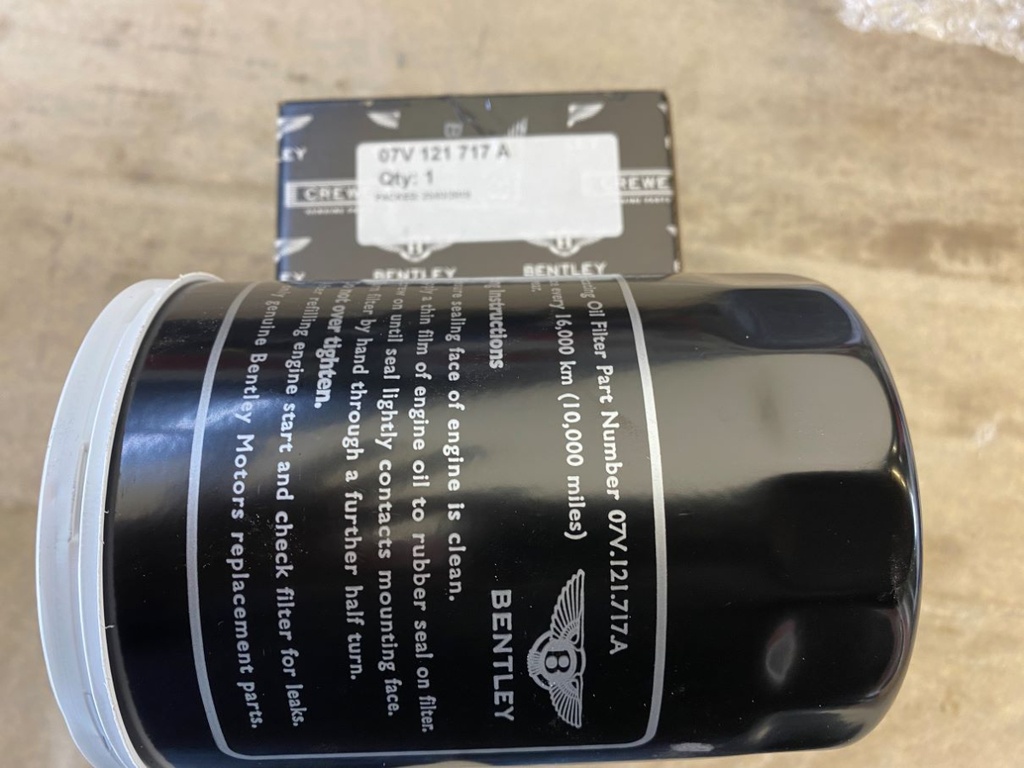 07V 121 717 A
Qty: 1
CREWE
CREWE
BENTLEY
BENTLEY
Oil Filter Part Number 07V.121.717.A
every 16,000 km (10,000 miles)
BENTLEY
B
Instructions
sealing face of engine is clean.
a thin film of engine oil to rubber seal on filter.
on until seal lightly contacts mounting face.
filter by hand through a further half turn.
not over tighten.
refilling engine start and check filter for leaks.
genuine Bentley Motors replacement parts.